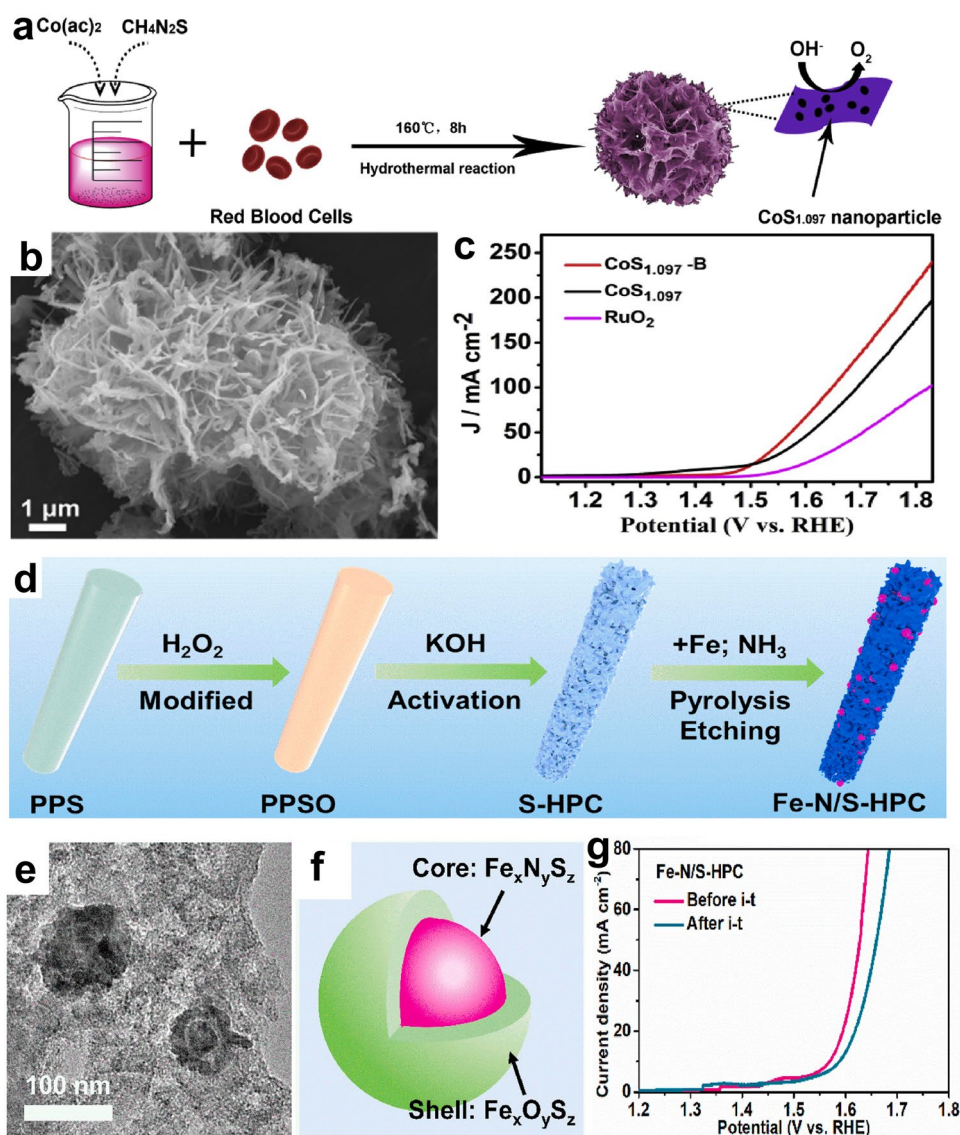 a
Co(ac)₂ CH4N2S
OH⁻ O₂
160℃, 8h
Hydrothermal reaction
Red Blood Cells
CoS₁.₀₉₇ nanoparticle
b
1 μm
c
250
200
150
100
50
0
J / mA cm⁻²
CoS₁.₀₉₇ -B
CoS₁.₀₉₇
RuO₂
1.2 1.3 1.4 1.5 1.6 1.7 1.8
Potential (V vs. RHE)
d
H₂O₂
Modified
KOH
Activation
+Fe; NH₃
Pyrolysis
Etching
PPS
PPSO
S-HPC
Fe-N/S-HPC
e
100 nm
f
Core: FeₓNᵧS_z
Shell: FeₓOᵧS_z
g
80
60
40
20
0
Current density (mA cm⁻²)
Fe-N/S-HPC
Before i-t
After i-t
1.2 1.3 1.4 1.5 1.6 1.7 1.8
Potential (V vs. RHE)